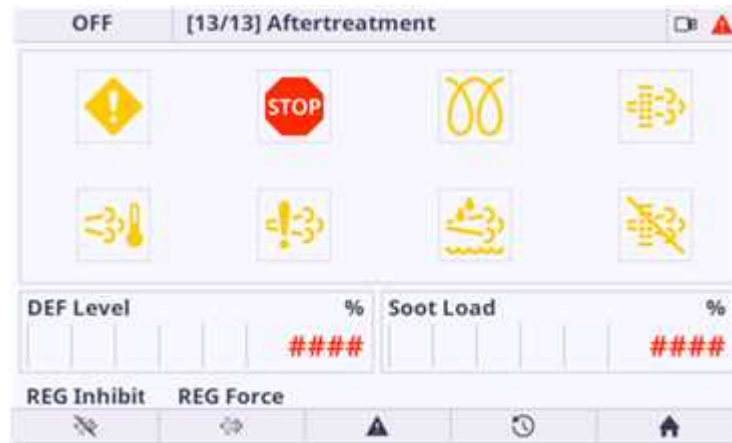 OFF [13/13] Aftertreatment
STOP
DEF Level % Soot Load %
#### ####
REG Inhibit REG Force